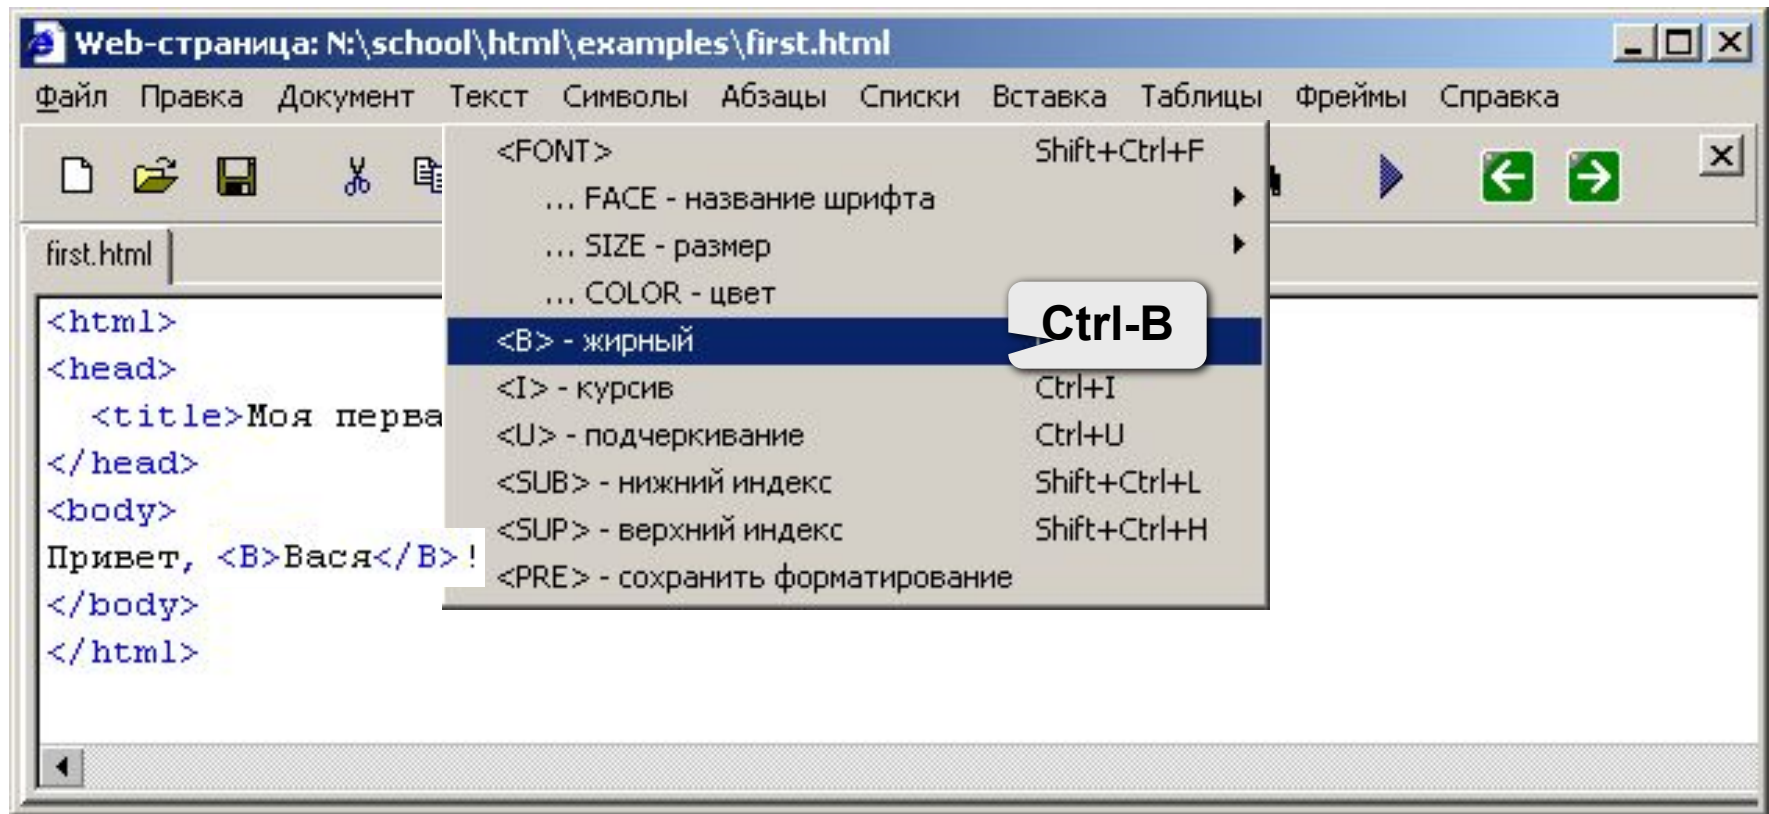 Web-страница: N:\school\html\examples\first.html
Файл Правка Документ Текст Символы Абзацы Списки Вставка Таблицы Фреймы Справка
<FONT> Shift+Ctrl+F
... FACE - название шрифта
... SIZE - размер
... COLOR - цвет
<B> - жирный
Ctrl-B
<I> - курсив Ctrl+I
<U> - подчеркивание Ctrl+U
<SUB> - нижний индекс Shift+Ctrl+L
<SUP> - верхний индекс Shift+Ctrl+H
<PRE> - сохранить форматирование
first.html
<html>
<head>
<title>Моя перва
</head>
<body>
Привет, <B>Вася</B>!
</body>
</html>